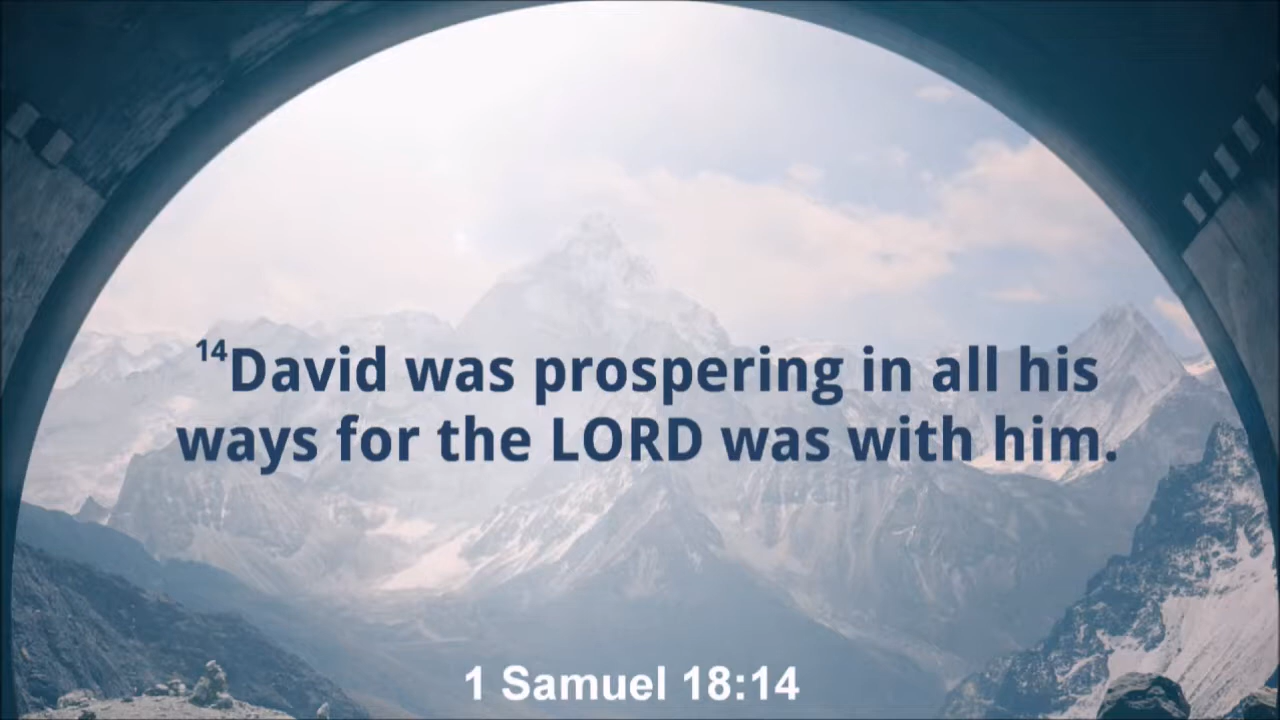 14David was prospering in all his
ways for the LORD was with him.
1 Samuel 18:14